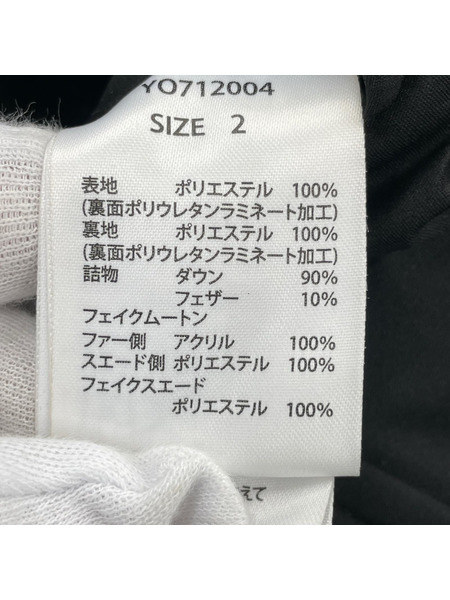 YO712004
SIZE 2
表地 ポリエステル 100%
(裏面ポリウレタンラミネート加工)
裏地 ポリエステル 100%
(裏面ポリウレタンラミネート加工)
詰物 ダウン 90%
フェザー 10%
フェイクムートン
ファー側 アクリル 100%
スエード側 ポリエステル 100%
フェイクスエード
ポリエステル 100%
えて